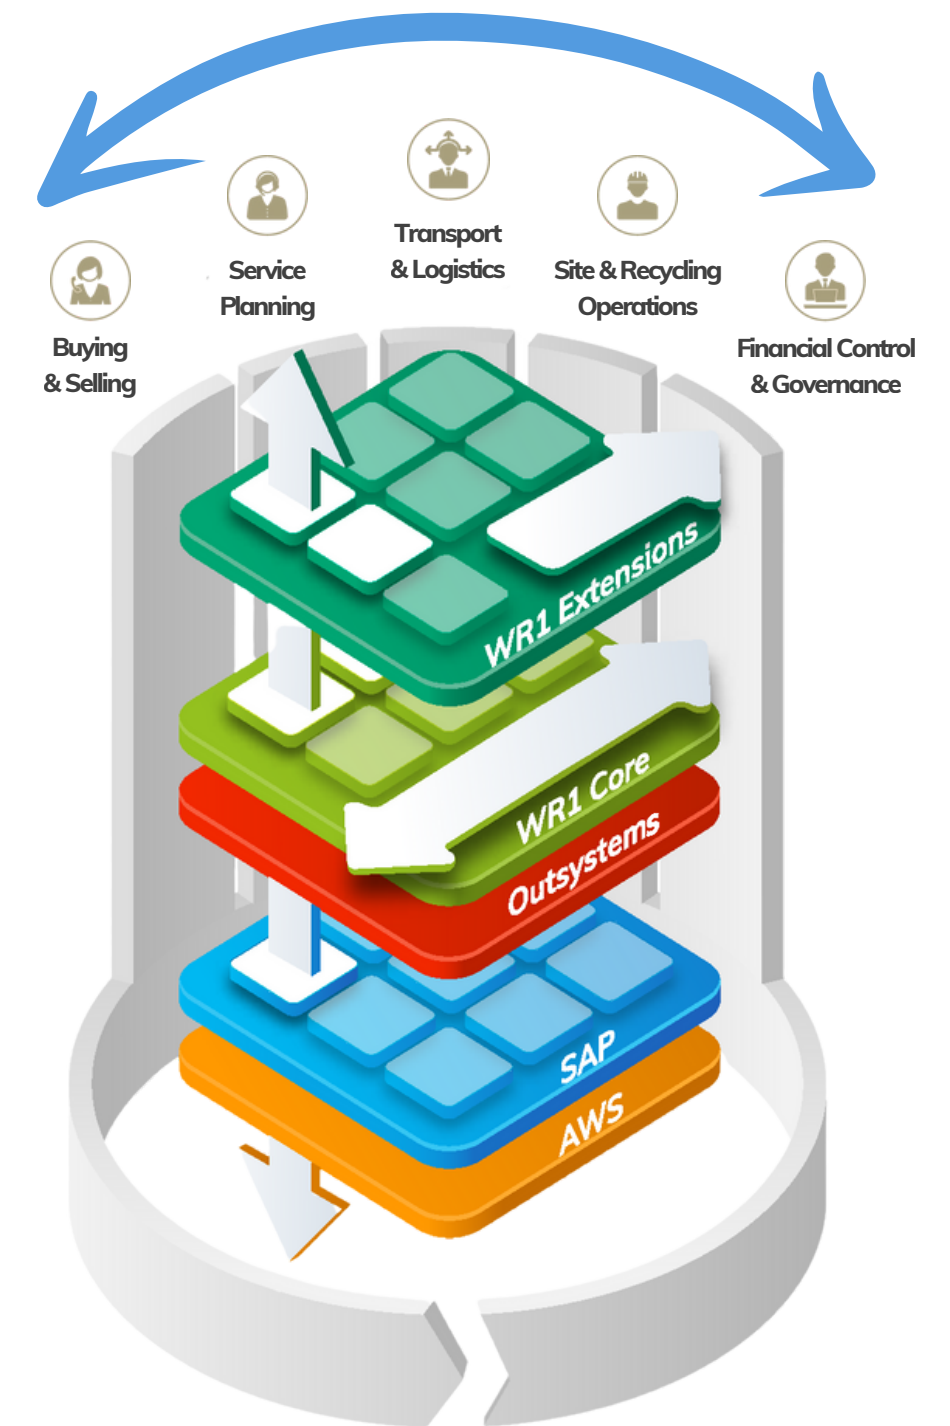 Transport
& Logistics
Service
Planning
Site & Recycling
Operations
Buying
& Selling
Financial Control
& Governance
WR1 Extensions
WR1 Core
Outsystems
SAP
AWS